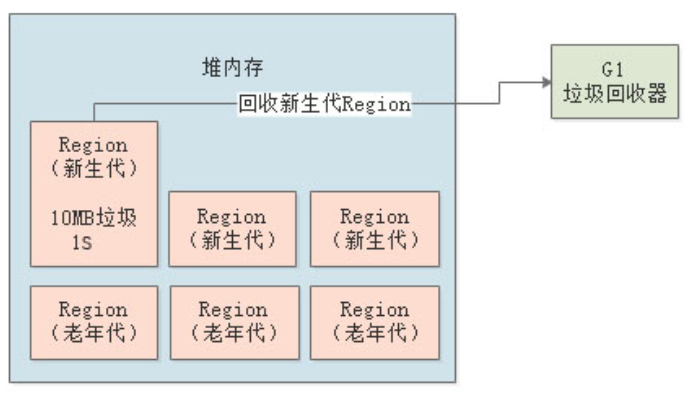 堆内存
G1
垃圾回收器
回收新生代Region
Region
(新生代)
10MB垃圾
1S
Region
(新生代)
Region
(新生代)
Region
(老年代)
Region
(老年代)
Region
(老年代)